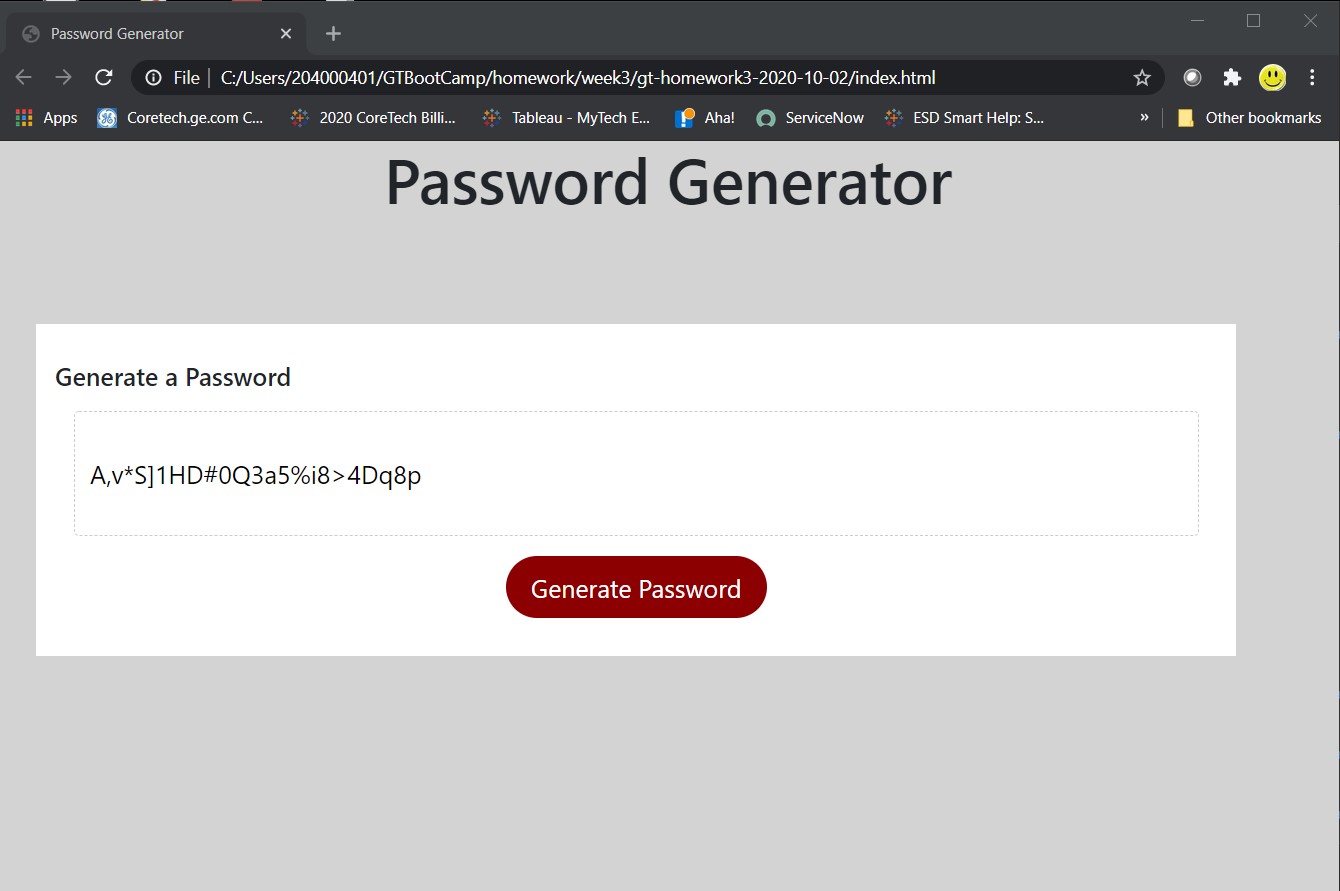 Password Generator
File | C:/Users/204000401/GTBootCamp/homework/week3/gt-homework3-2020-10-02/index.html
Apps Coretech.ge.com C... 2020 CoreTech Billi... Tableau - MyTech E... Aha! ServiceNow ESD Smart Help: S... » Other bookmarks
Password Generator
Generate a Password
A,v*S]1HD#0Q3a5%i8>4Dq8p
Generate Password